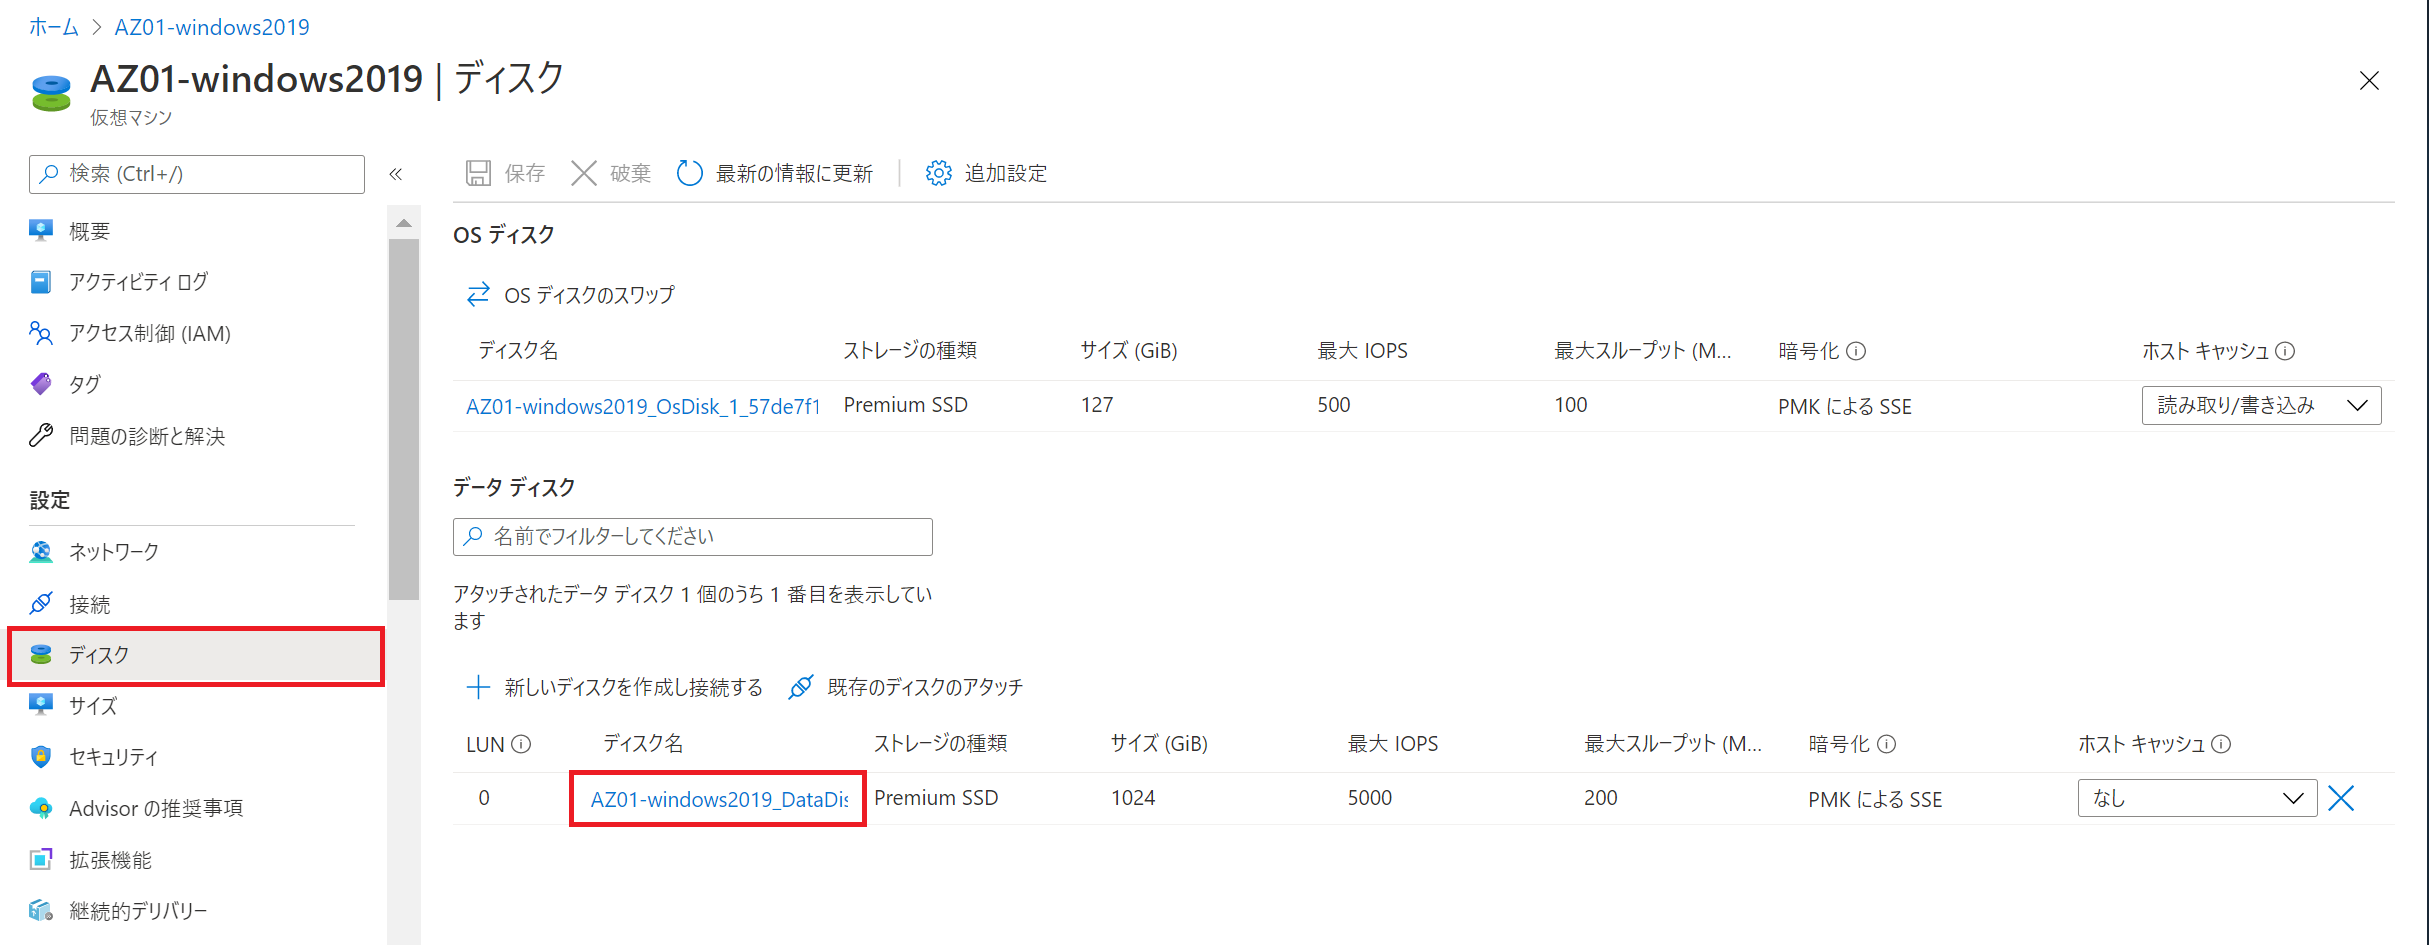 ホーム > AZ01-windows2019
AZ01-windows2019 | ディスク
仮想マシン
検索 (Ctrl+/)
«
概要
アクティビティ ログ
アクセス制御 (IAM)
タグ
問題の診断と解決
設定
ネットワーク
接続
ディスク
サイズ
セキュリティ
Advisor の推奨事項
拡張機能
継続的デリバリー
保存 破棄 最新の情報に更新 追加設定
OS ディスク
OS ディスクのスワップ
ディスク名 ストレージの種類 サイズ (GiB) 最大 IOPS 最大スループット (M... 暗号化 ホスト キャッシュ
AZ01-windows2019_OsDisk_1_57de7f1 Premium SSD 127 500 100 PMK による SSE 読み取り/書き込み
データ ディスク
名前でフィルターしてください
アタッチされたデータ ディスク 1 個のうち 1 番目を表示してい
ます
新しいディスクを作成し接続する 既存のディスクのアタッチ
LUN ディスク名 ストレージの種類 サイズ (GiB) 最大 IOPS 最大スループット (M... 暗号化 ホスト キャッシュ
0 AZ01-windows2019_DataDis Premium SSD 1024 5000 200 PMK による SSE なし